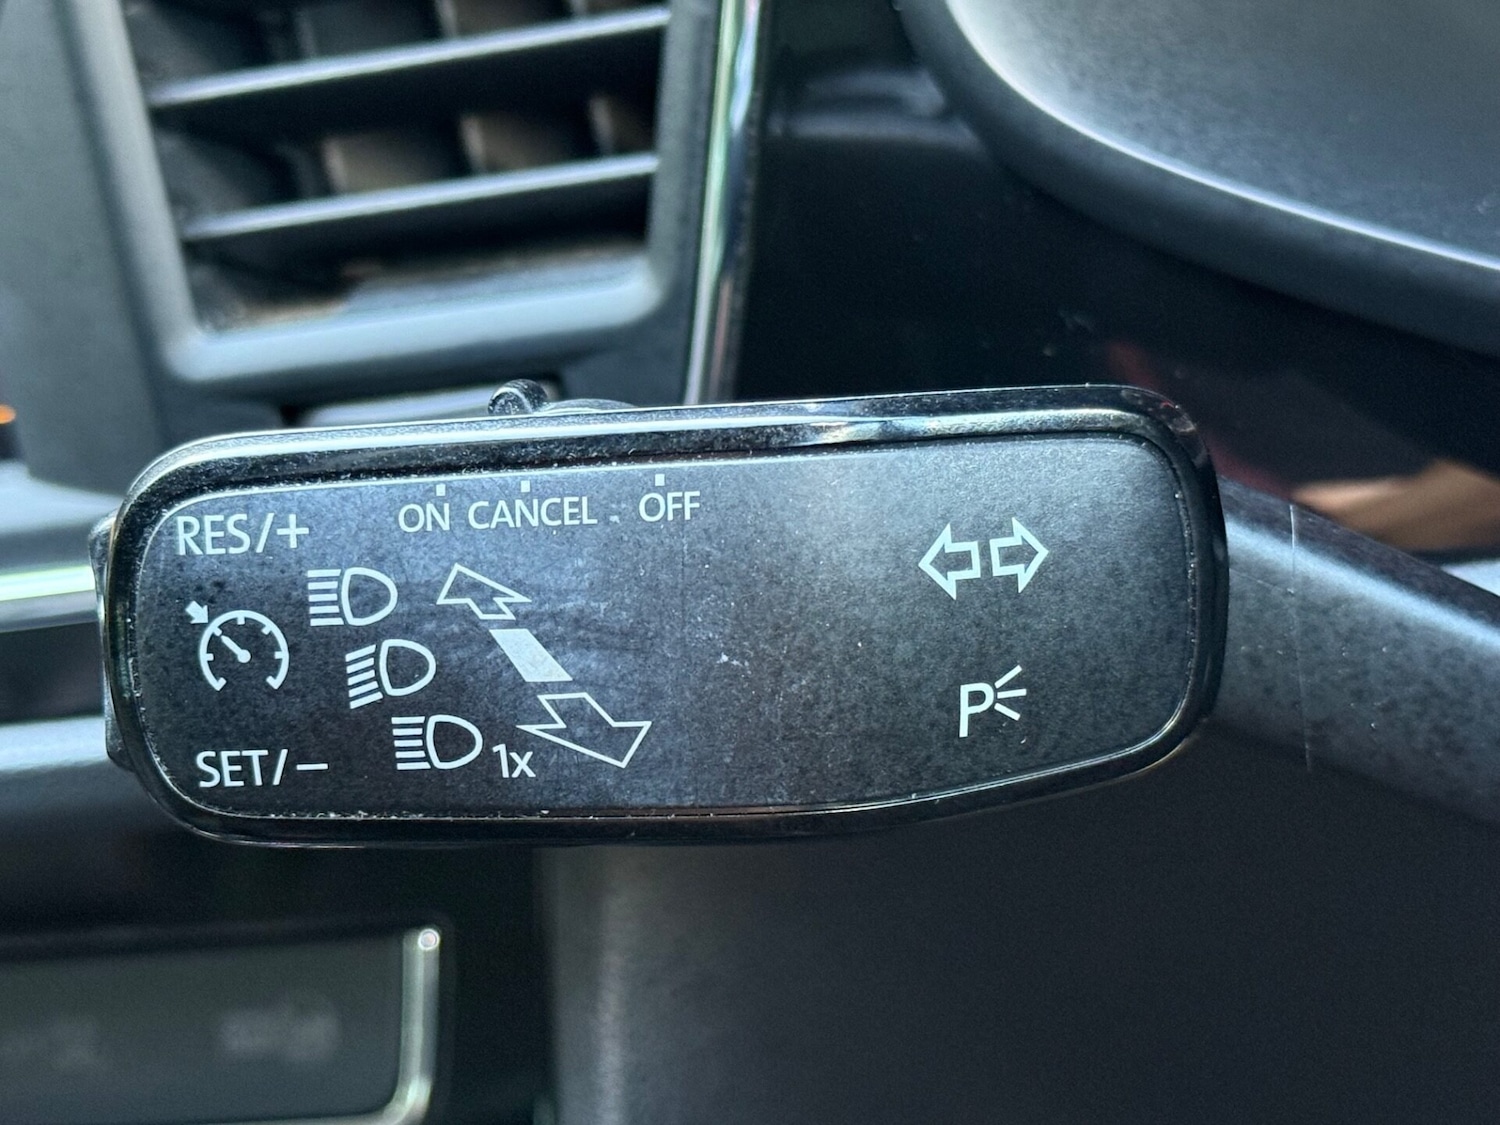 ON CANCEL OFF
RES/+
SET/–
1x
P